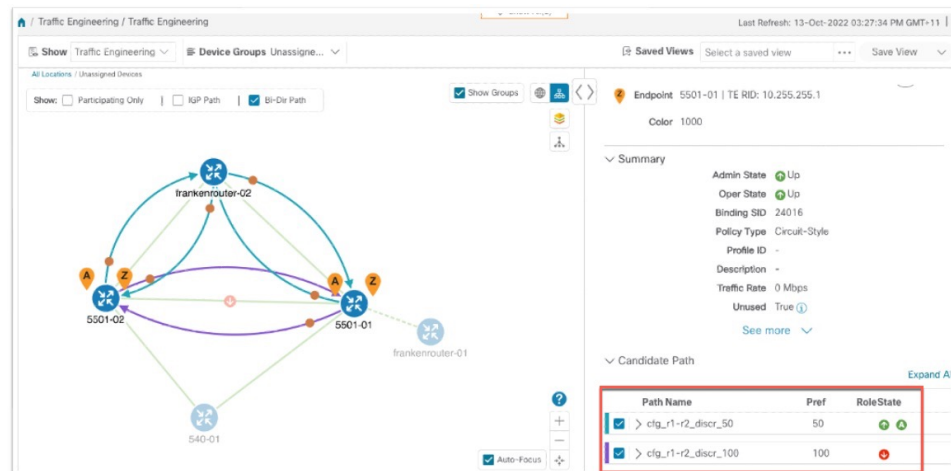 / Traffic Engineering / Traffic Engineering
Last Refresh: 13-Oct-2022 03:27:34 PM GMT+11 |
Show Traffic Engineering
Device Groups Unassigne...
Saved Views Select a saved view ... Save View
All Locations / Unassigned Devices
Show: Participating Only | IGP Path | Bi-Dir Path
Show Groups
frankenrouter-02
A Z
5501-02
A Z
5501-01
frankenrouter-01
540-01
?
+
−
Auto-Focus
Z Endpoint 5501-01 | TE RID: 10.255.255.1
Color 1000
Summary
Admin State Up
Oper State Up
Binding SID 24016
Policy Type Circuit-Style
Profile ID -
Description -
Traffic Rate 0 Mbps
Unused True i
See more
Candidate Path
Expand Al
Path Name Pref RoleState
cfg_r1-r2_discr_50 50 A
cfg_r1-r2_discr_100 100